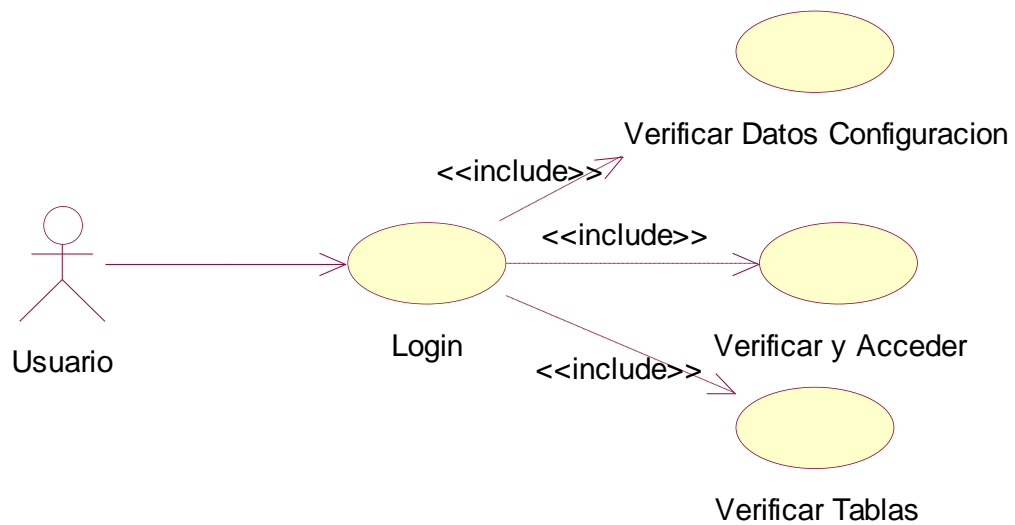 Verificar Datos Configuracion
<<include>>
<<include>>
Login
Verificar y Acceder
Usuario
<<include>>
Verificar Tablas